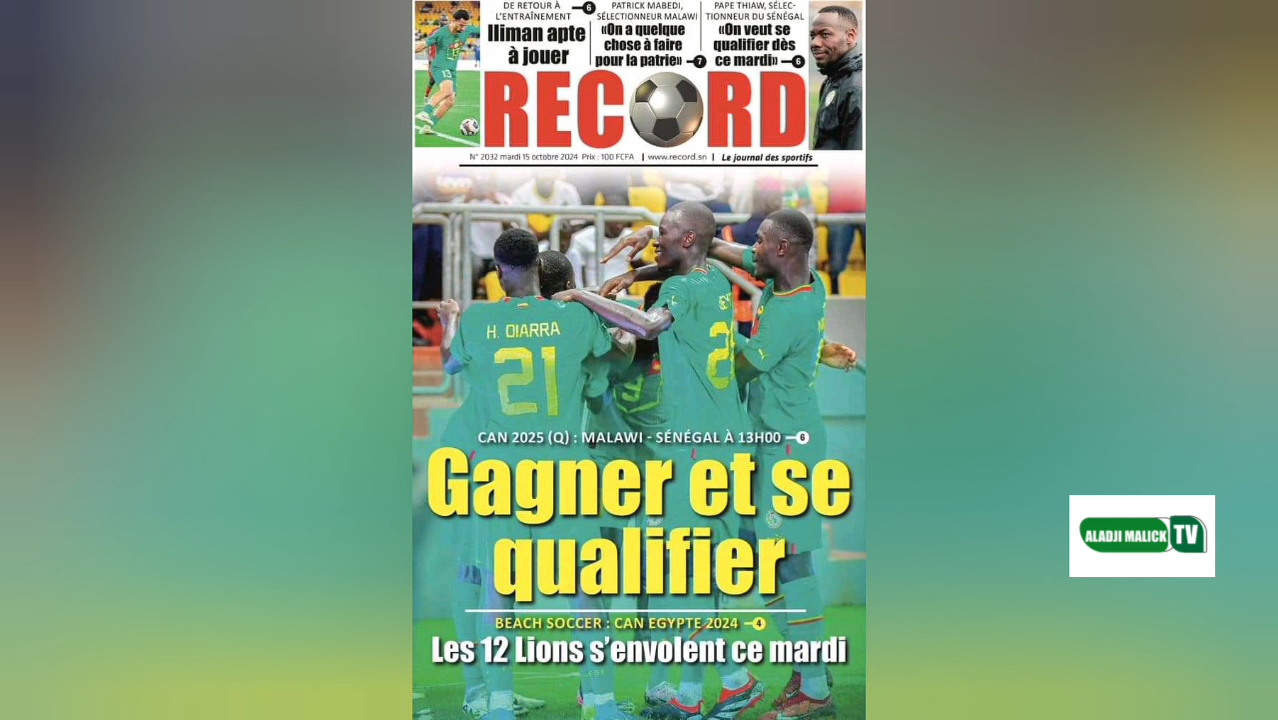 DE RETOUR À
L'ENTRAÎNEMENT
6
Iliman apte
à jouer
PATRICK MABEDI,
SÉLECTIONNEUR MALAWI
«On a quelque
chose à faire
pour la patrie»
7
PAPE THIAW, SÉLEC-
TIONNEUR DU SÉNÉGAL
«On veut se
qualifier dès
ce mardi»
6
RECORD
N° 2032 mardi 15 octobre 2024 Prix : 100 FCFA | www.record.sn | Le journal des sportifs
13
H. DIARRA
21
CAN 2025 (Q) : MALAWI - SÉNÉGAL À 13H00
6
Gagner et se
qualifier
BEACH SOCCER : CAN EGYPTE 2024
4
Les 12 Lions s'envolent ce mardi
ALADJI MALICK TV